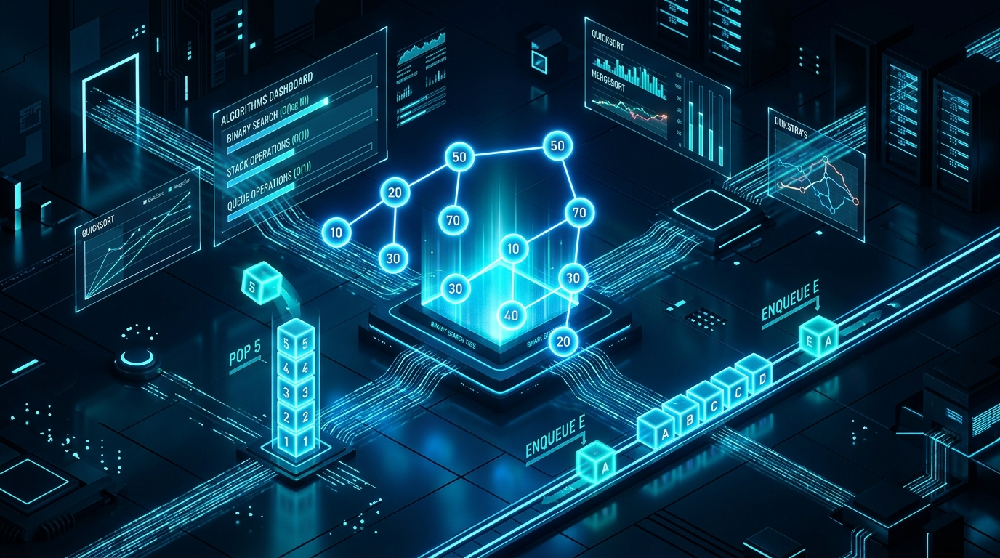 ALGORITHMS DASHBOARD
BINARY SEARCH (O(log N))
STACK OPERATIONS (O(1))
QUEUE OPERATIONS (O(1))
QUICKSORT
MERGESORT
QUICKSORT
50
50
20
70
70
10
30
10
30
30
40
20
5
POP 5
5 5
4 4
3 3
2 2
1 1
ENQUEUE E
E A
D
C
C
B
A
ENQUEUE E
A